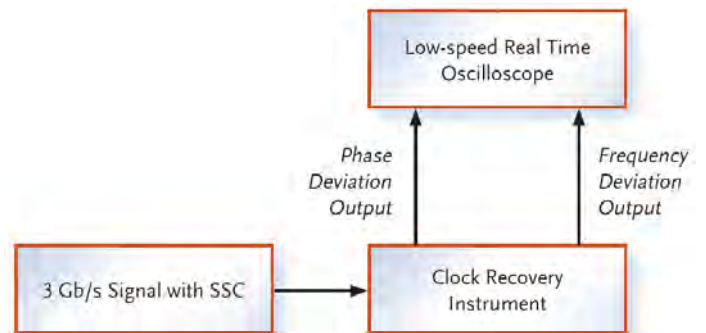 Low-speed Real Time
Oscilloscope
Phase
Deviation
Output
Frequency
Deviation
Output
3 Gb/s Signal with SSC
Clock Recovery
Instrument